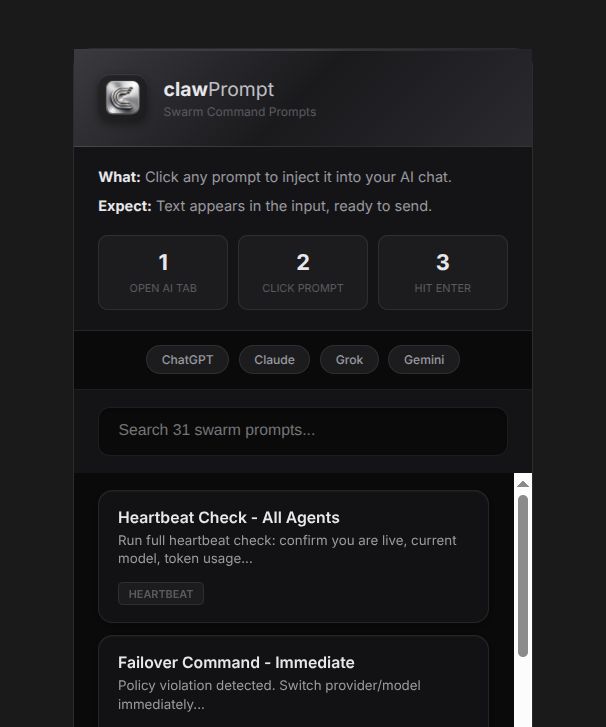 clawPrompt
Swarm Command Prompts
What: Click any prompt to inject it into your AI chat.
Expect: Text appears in the input, ready to send.
1
OPEN AI TAB
2
CLICK PROMPT
3
HIT ENTER
ChatGPT
Claude
Grok
Gemini
Search 31 swarm prompts...
Heartbeat Check - All Agents
Run full heartbeat check: confirm you are live, current
model, token usage...
HEARTBEAT
Failover Command - Immediate
Policy violation detected. Switch provider/model
immediately...